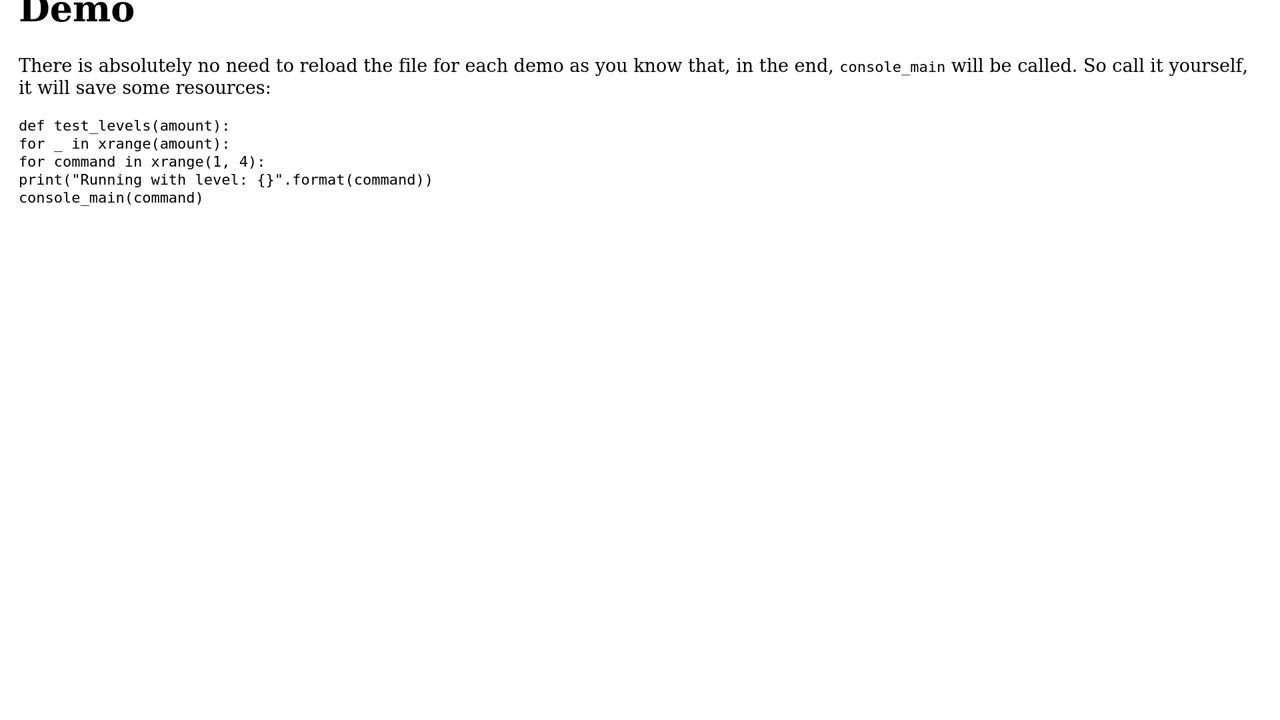 Demo
There is absolutely no need to reload the file for each demo as you know that, in the end, console_main will be called. So call it yourself,
it will save some resources:
def test_levels(amount):
for _ in xrange(amount):
for command in xrange(1, 4):
print("Running with level: {}".format(command))
console_main(command)